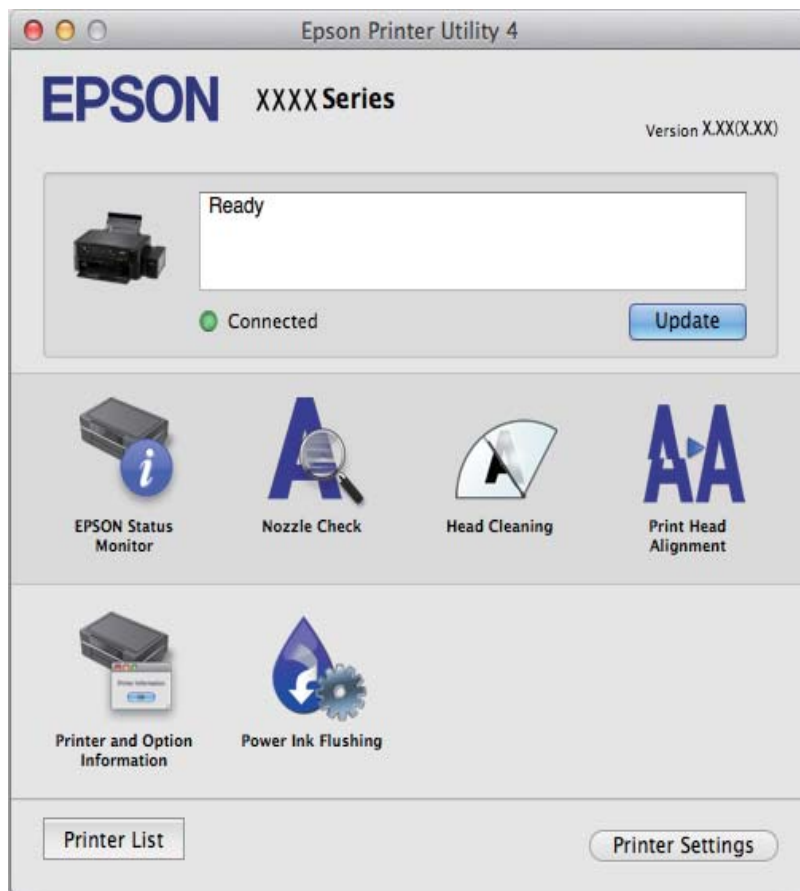 Epson Printer Utility 4
EPSON XXXX Series
Version X.XX(X.XX)
Ready
Connected
Update
EPSON Status
Monitor
Nozzle Check
Head Cleaning
Print Head
Alignment
Printer and Option
Information
Power Ink Flushing
Printer List
Printer Settings